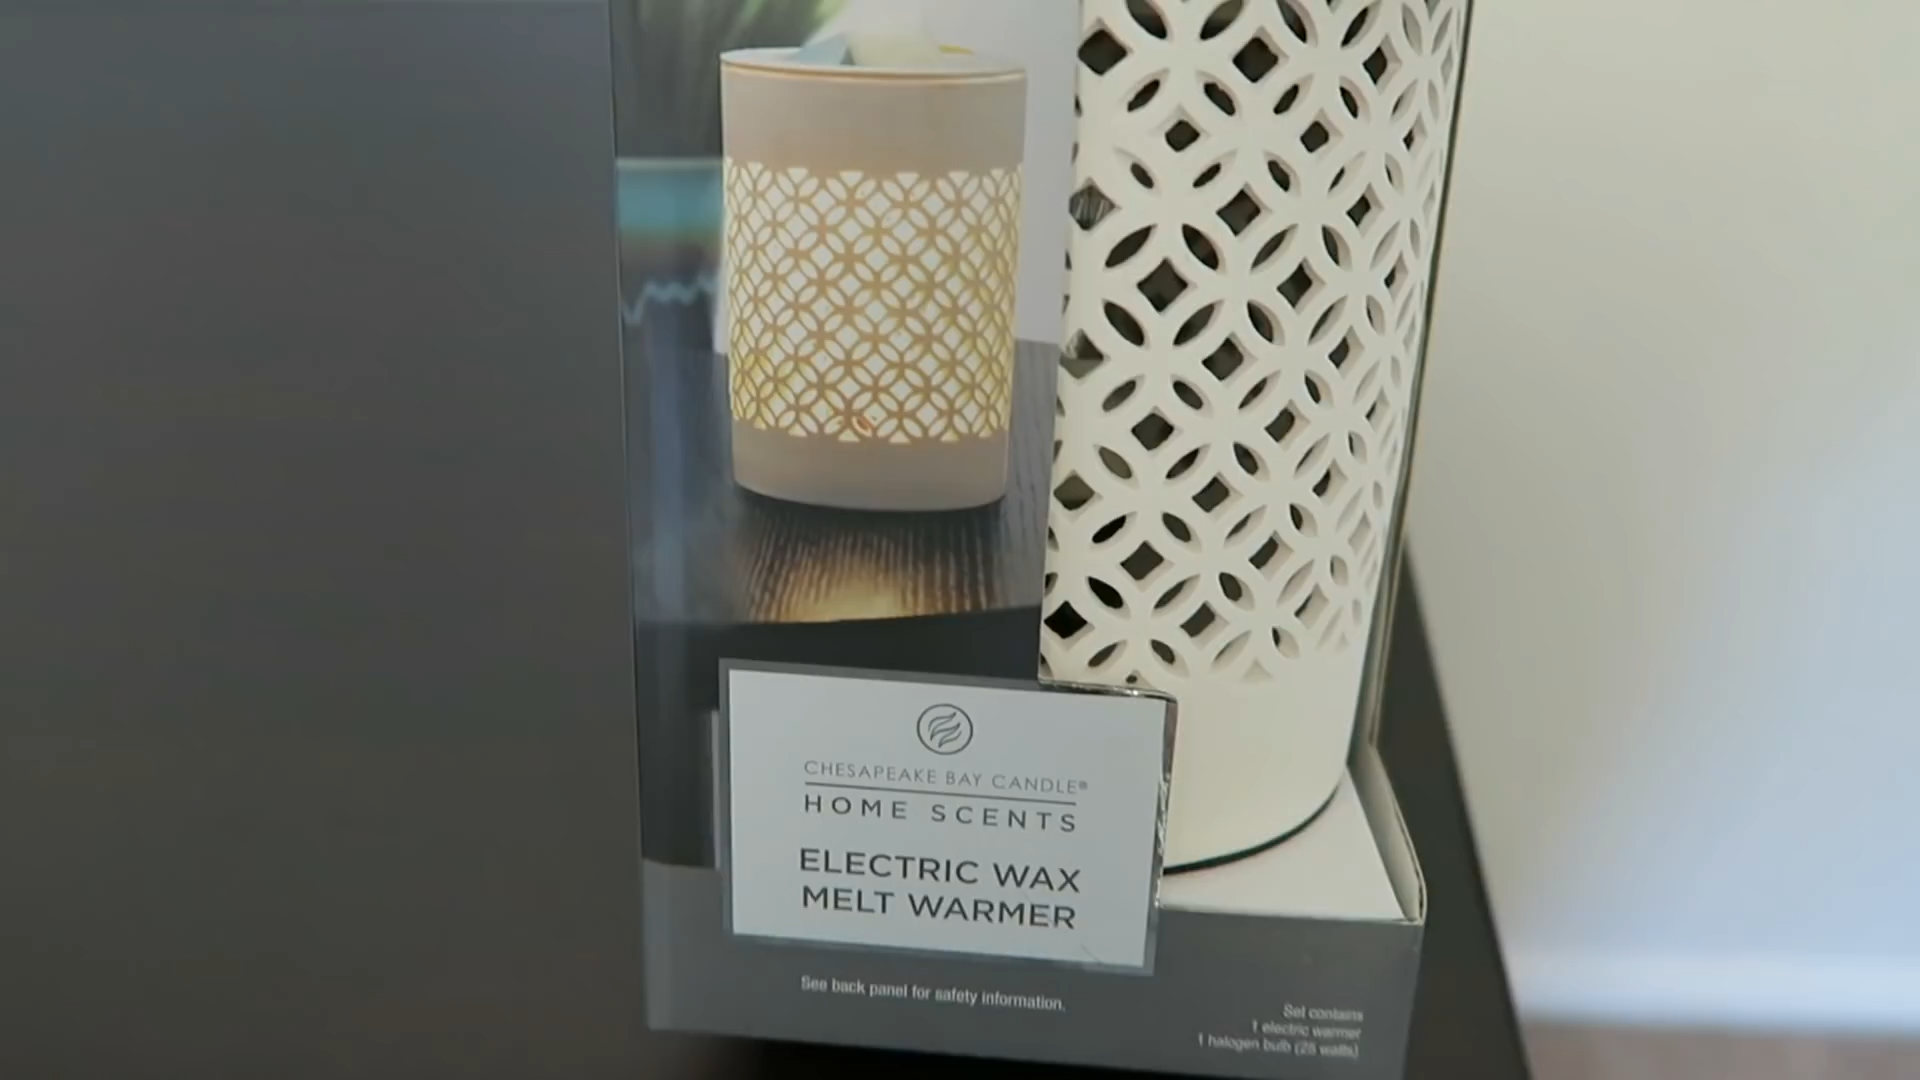 CHESAPEAKE BAY CANDLE®
HOME SCENTS
ELECTRIC WAX
MELT WARMER
See back panel for safety information.
Set contains
1 electric warmer
1 halogen bulb (25 watts)